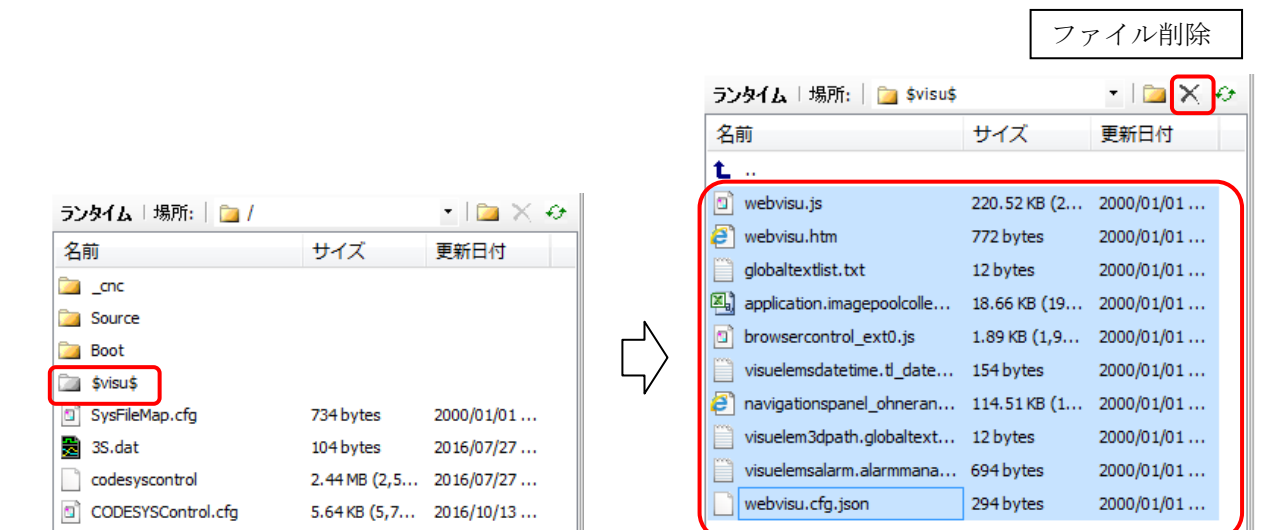 ファイル削除
ランタイム 場所: $visu$
名前 サイズ 更新日付
..
webvisu.js 220.52 KB (2... 2000/01/01 ...
webvisu.htm 772 bytes 2000/01/01 ...
globaltextlist.txt 12 bytes 2000/01/01 ...
application.imagepoolcolle... 18.66 KB (19... 2000/01/01 ...
browsercontrol_ext0.js 1.89 KB (1,9... 2000/01/01 ...
visuelemsdatetime.tl_date... 154 bytes 2000/01/01 ...
navigationspanel_ohneran... 114.51 KB (1... 2000/01/01 ...
visuelem3dpath.globaltext... 12 bytes 2000/01/01 ...
visuelemsalarm.alarmmana... 694 bytes 2000/01/01 ...
webvisu.cfg.json 294 bytes 2000/01/01 ...
ランタイム 場所: /
名前 サイズ 更新日付
_cnc
Source
Boot
$visu$
SysFileMap.cfg 734 bytes 2000/01/01 ...
3S.dat 104 bytes 2016/07/27 ...
codesyscontrol 2.44 MB (2,5... 2016/07/27 ...
CODESYSControl.cfg 5.64 KB (5,7... 2016/10/13 ...